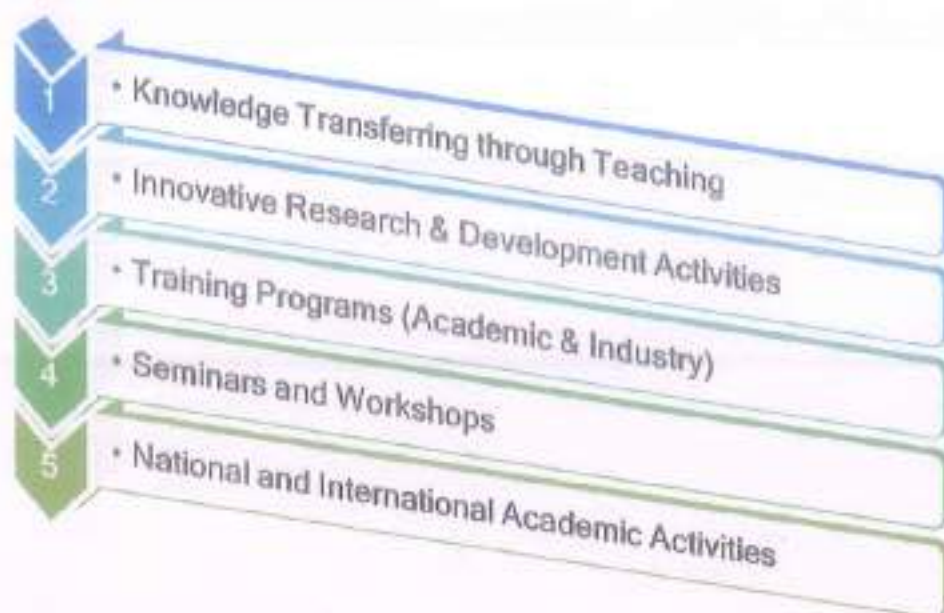 1
• Knowledge Transferring through Teaching
2
• Innovative Research & Development Activities
3
• Training Programs (Academic & Industry)
4
• Seminars and Workshops
5
• National and International Academic Activities